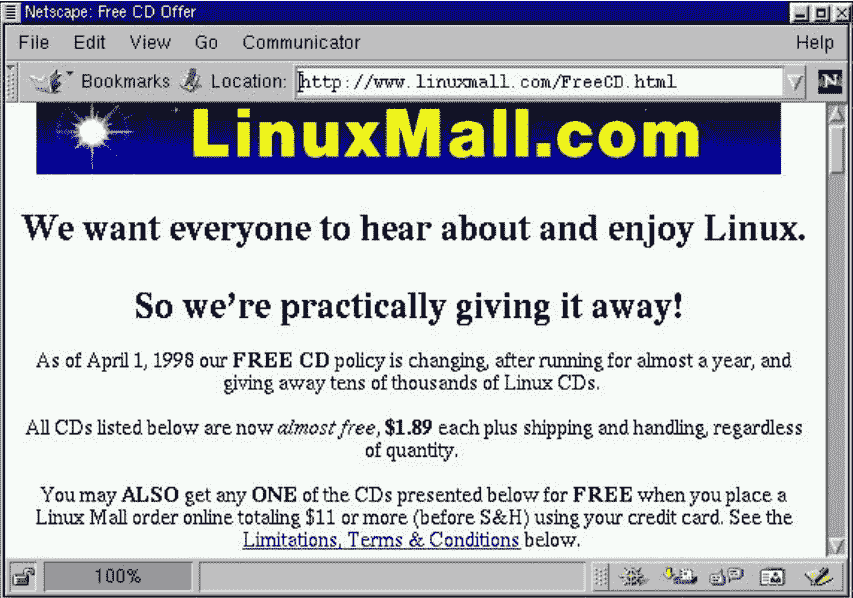 Netscape: Free CD Offer
File Edit View Go Communicator Help
Bookmarks Location: http://www.linuxmall.com/FreeCD.html N
LinuxMall.com
We want everyone to hear about and enjoy Linux.
So we're practically giving it away!
As of April 1, 1998 our FREE CD policy is changing, after running for almost a year, and
giving away tens of thousands of Linux CDs.
All CDs listed below are now almost free, $1.89 each plus shipping and handling, regardless
of quantity.
You may ALSO get any ONE of the CDs presented below for FREE when you place a
Linux Mall order online totaling $11 or more (before S&H) using your credit card. See the
Limitations, Terms & Conditions below.
100%